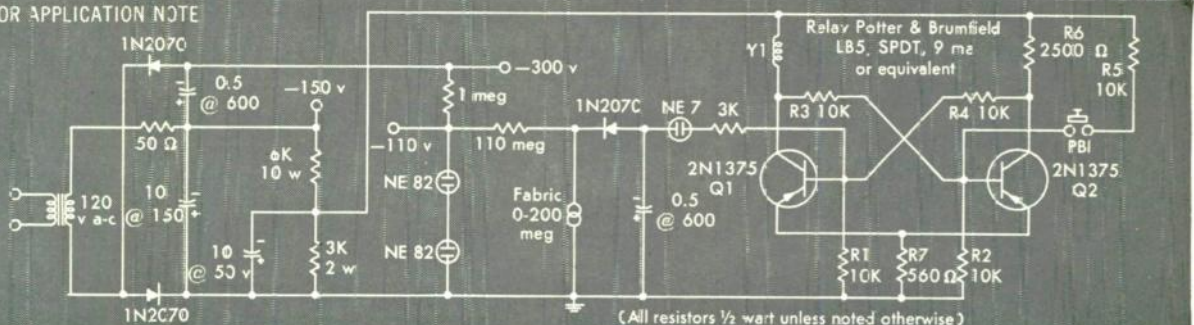 OR APPLICATION NOTE
1N2070
0.5
@ 600
−300 v
−150 v
1 meg
50 Ω
−110 v
110 meg
1N207C
NE 7
3K
6K
10 w
NE 82
120
v a-c
10
@ 150
10
@ 50 v
3K
2 w
NE 82
Fabric
0-200
meg
0.5
@ 600
1N2C70
Y1
Relay Potter & Brumfield
LB5, SPDT, 9 ma
or equivalent
R6
2500 Ω
R5
10K
R3 10K
R4 10K
PB1
2N1375
Q1
2N1375
Q2
R1
10K
R7
560 Ω
R2
10K
(All resistors ½ wart unless noted otherwise)